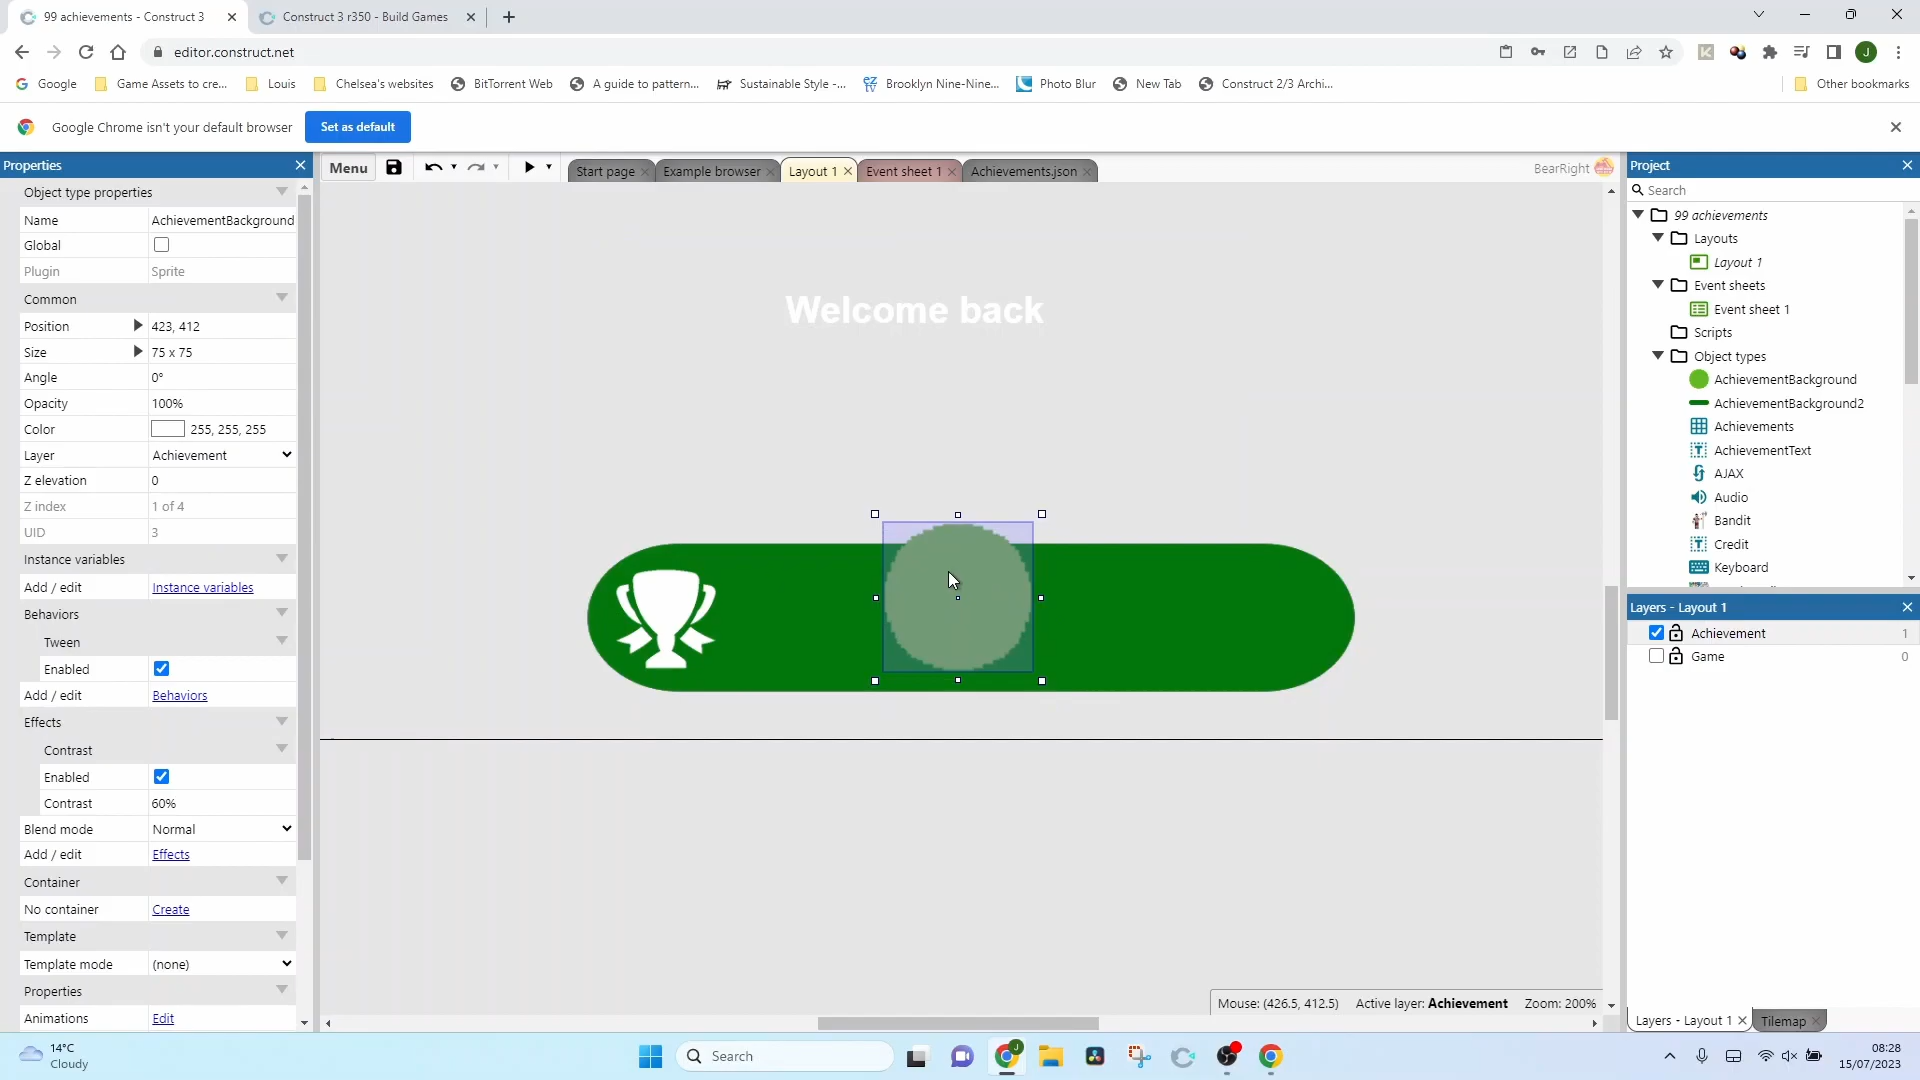 99 achievements - Construct 3
Construct 3 r350 - Build Games
editor.construct.net
Google
Game Assets to cre...
Louis
Chelsea's websites
BitTorrent Web
A guide to pattern...
Sustainable Style -...
Brooklyn Nine-Nine...
Photo Blur
New Tab
Construct 2/3 Archi...
Other bookmarks
Google Chrome isn't your default browser
Set as default
Properties
Object type properties
Name AchievementBackground
Global
Plugin Sprite
Common
Position 423, 412
Size 75 x 75
Angle 0°
Opacity 100%
Color 255, 255, 255
Layer Achievement
Z elevation 0
Z index 1 of 4
UID 3
Instance variables
Add / edit Instance variables
Behaviors
Tween
Enabled
Add / edit Behaviors
Effects
Contrast
Enabled
Contrast 60%
Blend mode Normal
Add / edit Effects
Container
No container Create
Template
Template mode (none)
Properties
Animations Edit
Menu
Start page
Example browser
Layout 1
Event sheet 1
Achievements.json
BearRight
Welcome back
Mouse: (426.5, 412.5) Active layer: Achievement Zoom: 200%
Project
Search
99 achievements
Layouts
Layout 1
Event sheets
Event sheet 1
Scripts
Object types
AchievementBackground
AchievementBackground2
Achievements
AchievementText
AJAX
Audio
Bandit
Credit
Keyboard
Layers - Layout 1
Achievement 1
Game 0
Layers - Layout 1
Tilemap
14°C
Cloudy
Search
08:28
15/07/2023